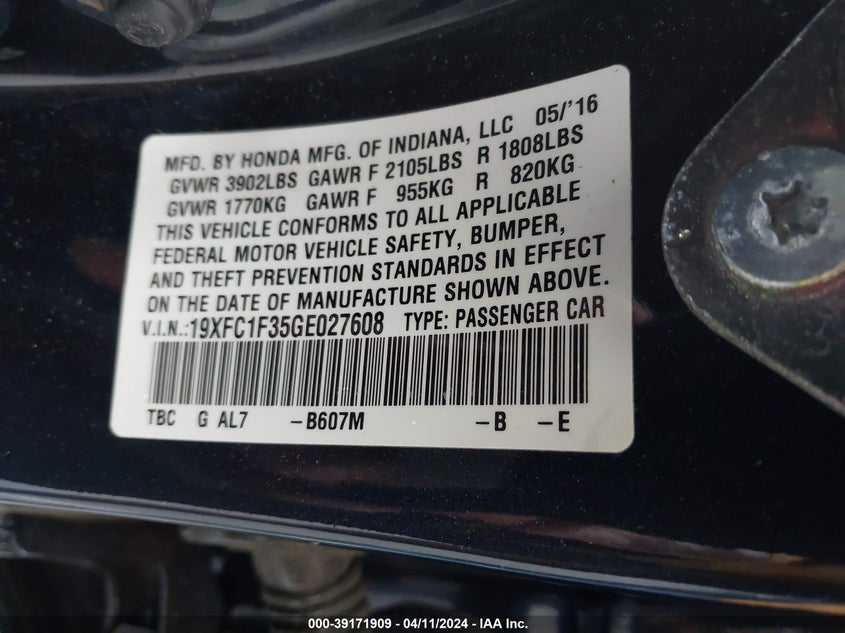 MFD. BY HONDA MFG. OF INDIANA, LLC 05/'16
GVWR 3902LBS GAWR F 2105LBS R 1808LBS
GVWR 1770KG GAWR F 955KG R 820KG
THIS VEHICLE CONFORMS TO ALL APPLICABLE
FEDERAL MOTOR VEHICLE SAFETY, BUMPER,
AND THEFT PREVENTION STANDARDS IN EFFECT
ON THE DATE OF MANUFACTURE SHOWN ABOVE.
V.I.N.:19XFC1F35GE027608 TYPE: PASSENGER CAR
TBC G AL7 –B607M –B –E
000-39171909 - 04/11/2024 - IAA Inc.